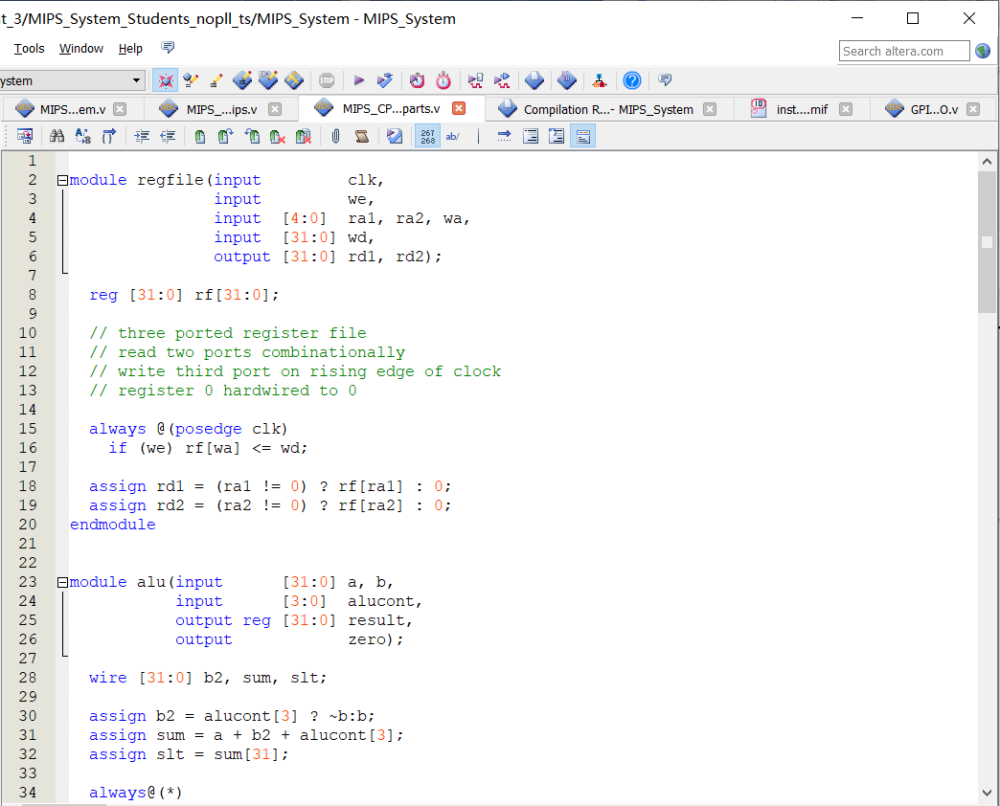 t_3/MIPS_System_Students_nopll_ts/MIPS_System - MIPS_System
Tools Window Help
Search altera.com
ystem
MIPS...em.v MIPS_...ips.v MIPS_CP...parts.v Compilation R...- MIPS_System inst....mif GPI...O.v
267
268 ab/
1
2 module regfile(input clk,
3 input we,
4 input [4:0] ra1, ra2, wa,
5 input [31:0] wd,
6 output [31:0] rd1, rd2);
7
8 reg [31:0] rf[31:0];
9
10 // three ported register file
11 // read two ports combinationally
12 // write third port on rising edge of clock
13 // register 0 hardwired to 0
14
15 always @(posedge clk)
16 if (we) rf[wa] <= wd;
17
18 assign rd1 = (ra1 != 0) ? rf[ra1] : 0;
19 assign rd2 = (ra2 != 0) ? rf[ra2] : 0;
20 endmodule
21
22
23 module alu(input [31:0] a, b,
24 input [3:0] alucont,
25 output reg [31:0] result,
26 output zero);
27
28 wire [31:0] b2, sum, slt;
29
30 assign b2 = alucont[3] ? ~b:b;
31 assign sum = a + b2 + alucont[3];
32 assign slt = sum[31];
33
34 always@(*)